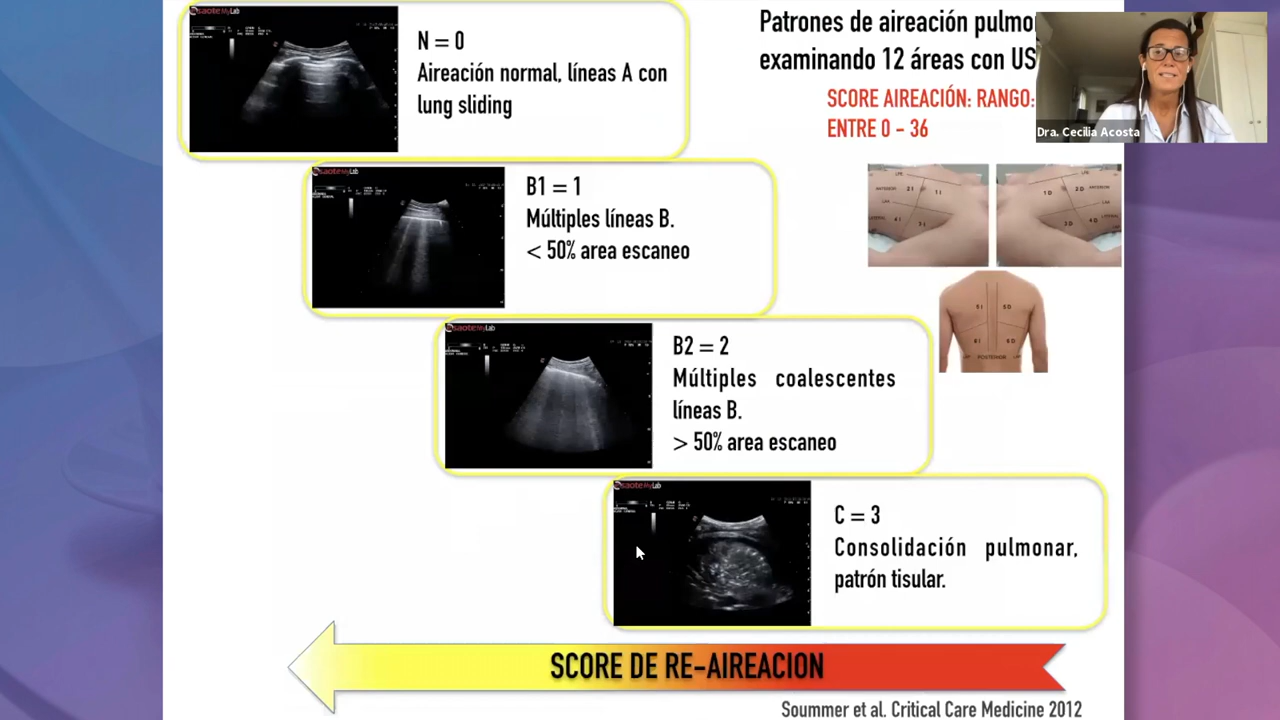 Patrones de aireación pulmo
examinando 12 áreas con US
SCORE AIREACIÓN: RANGO:
ENTRE 0 - 36
Dra. Cecilia Acosta
N = 0
Aireación normal, líneas A con
lung sliding
B1 = 1
Múltiples líneas B.
< 50% area escaneo
B2 = 2
Múltiples coalescentes
líneas B.
> 50% area escaneo
C = 3
Consolidación pulmonar,
patrón tisular.
ANTERIOR
ANTERIOR
POSTERIOR
SCORE DE RE-AIREACION
Soummer et al. Critical Care Medicine 2012